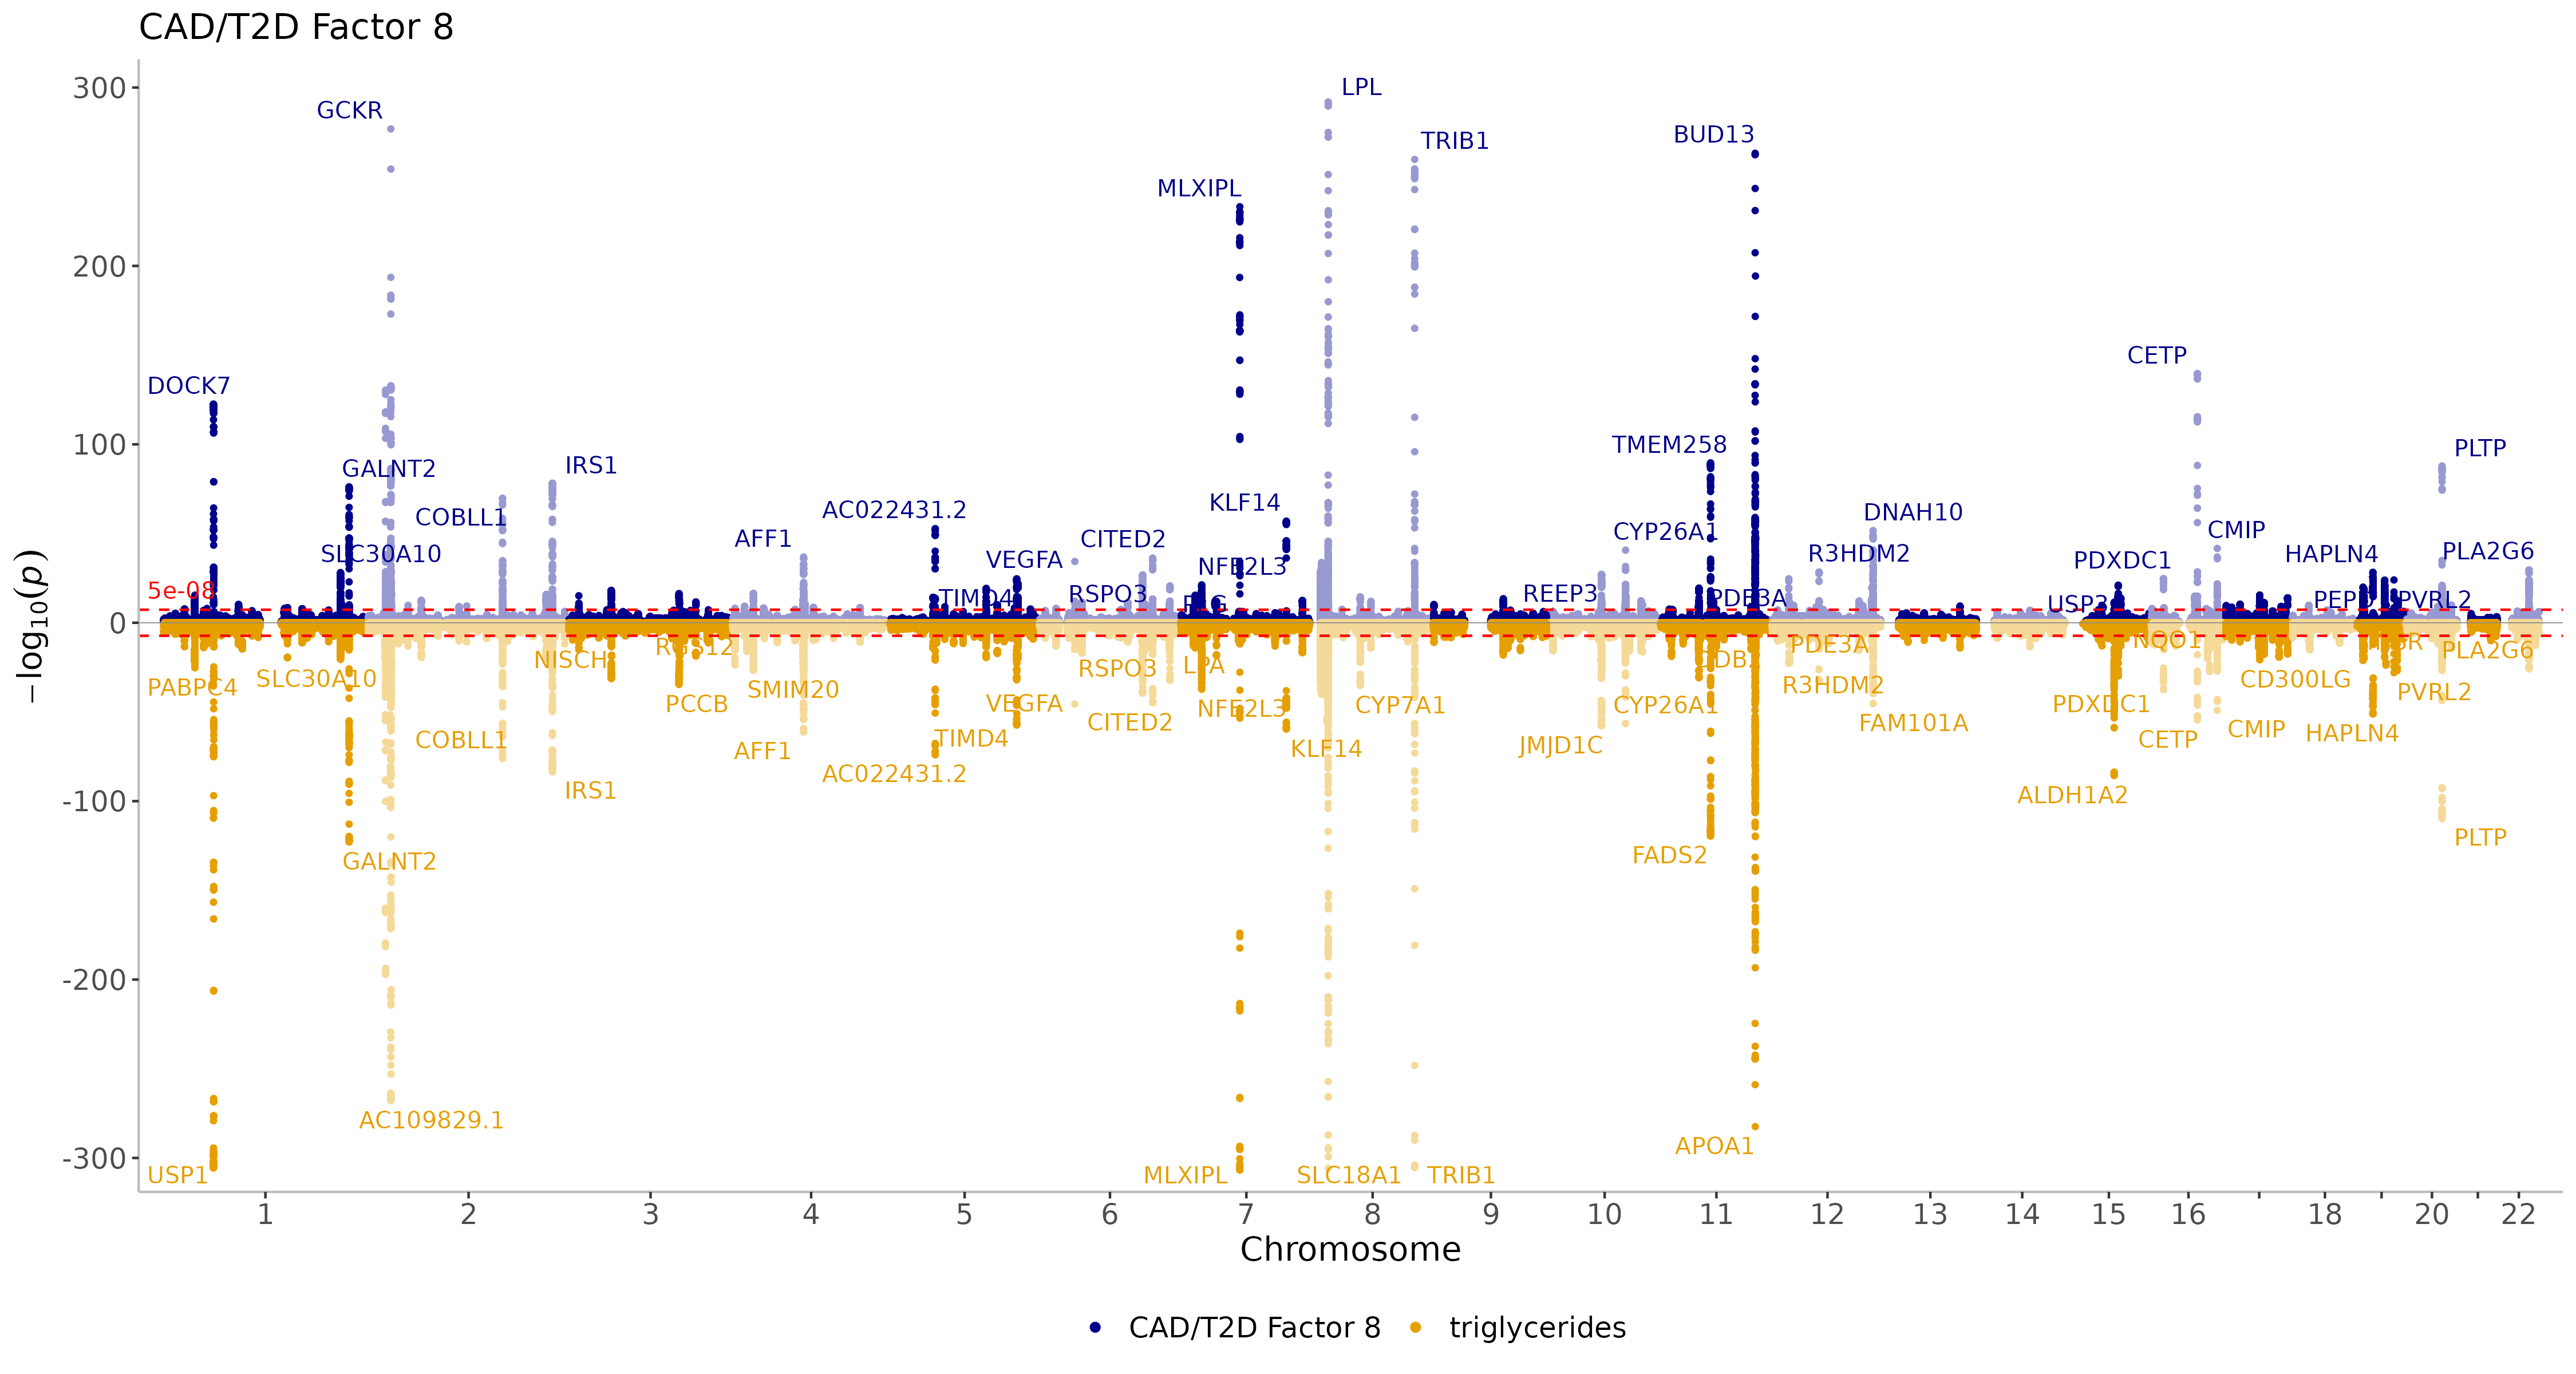 CAD/T2D Factor 8
300
LPL
GCKR
BUD13
TRIB1
200
MLXIPL
CETP
DOCK7
100
TMEM258
PLTP
GALNT2
IRS1
COBLL1
AC022431.2
KLF14
DNAH10
SLC30A10
AFF1
CITED2
CYP26A1
CMIP
VEGFA
NFE2L3
R3HDM2
PDXDC1
HAPLN4
PLA2G6
5e-08
TIMD4
RSPO3
REEP3
PDE3A
USP3
PVRL2
0
−log10(p)
NISCH
RGS12
RSPO3
LPA
PDE3A
NQO1
PLA2G6
PABPC4
SLC30A10
PCCB
SMIM20
VEGFA
CITED2
NFE2L3
CYP7A1
CYP26A1
R3HDM2
FAM101A
PDXDC1
CD300LG
PVRL2
COBLL1
AFF1
TIMD4
KLF14
JMJD1C
CETP
CMIP
HAPLN4
IRS1
AC022431.2
ALDH1A2
-100
GALNT2
FADS2
PLTP
-200
AC109829.1
APOA1
-300
USP1
MLXIPL
SLC18A1
TRIB1
1 2 3 4 5 6 7 8 9 10 11 12 13 14 15 16 18 20 22
Chromosome
CAD/T2D Factor 8 triglycerides